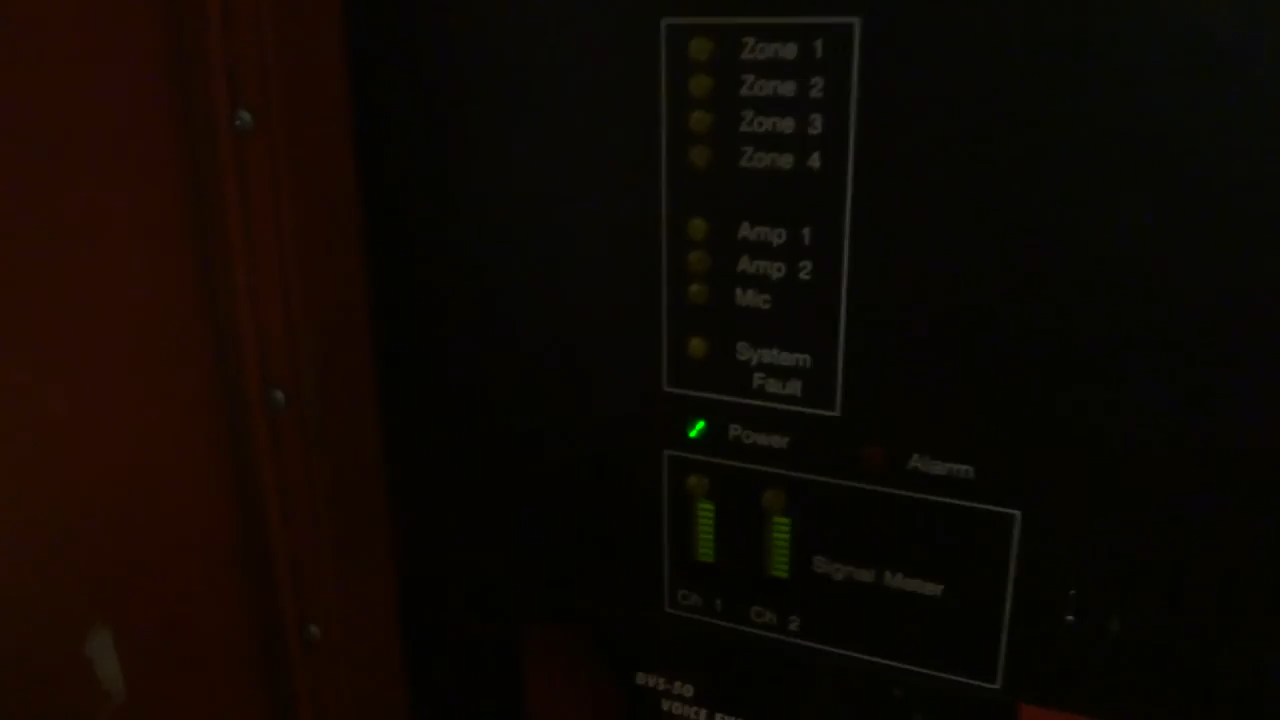 Zone 1
Zone 2
Zone 3
Zone 4
Amp 1
Amp 2
Mic
System
Fault
Power
Alarm
Signal Meter
Ch 1
Ch 2
DVS-50
VOICE